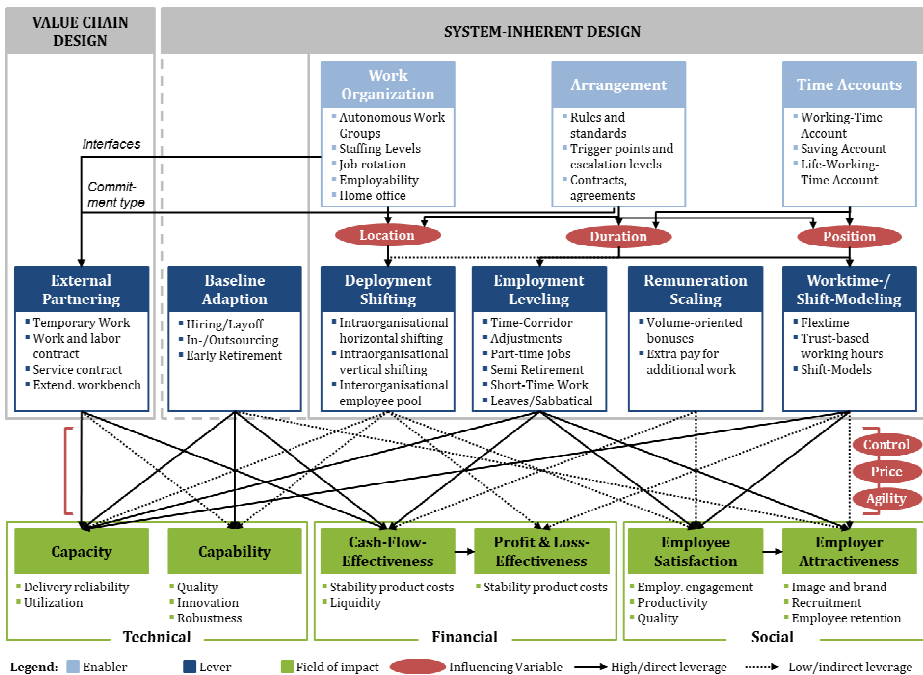 VALUE CHAIN
DESIGN
SYSTEM-INHERENT DESIGN
Work
Organization
Autonomous Work
Groups
Staffing Levels
Job rotation
Employability
Home office
Arrangement
Rules and
standards
Trigger points and
escalation levels
Contracts,
agreements
Time Accounts
Working-Time
Account
Saving Account
Life-Working-
Time Account
Interfaces
Commit-
ment type
Location
Duration
Position
External
Partnering
Temporary Work
Work and labor
contract
Service contract
Extend. workbench
Baseline
Adaption
Hiring/Layoff
In-/Outsourcing
Early Retirement
Deployment
Shifting
Intraorganisational
horizontal shifting
Intraorganisational
vertical shifting
Interorganisational
employee pool
Employment
Leveling
Time-Corridor
Adjustments
Part-time jobs
Semi Retirement
Short-Time Work
Leaves/Sabbatical
Remuneration
Scaling
Volume-oriented
bonuses
Extra pay for
additional work
Worktime-/
Shift-Modeling
Flextime
Trust-based
working hours
Shift-Models
Control
Price
Agility
Capacity
Delivery reliability
Utilization
Capability
Quality
Innovation
Robustness
Technical
Cash-Flow-
Effectiveness
Stability product costs
Liquidity
Profit & Loss-
Effectiveness
Stability product costs
Financial
Employee
Satisfaction
Employ. engagement
Productivity
Quality
Employer
Attractiveness
Image and brand
Recruitment
Employee retention
Social
Legend: Enabler Lever Field of impact Influencing Variable High/direct leverage Low/indirect leverage